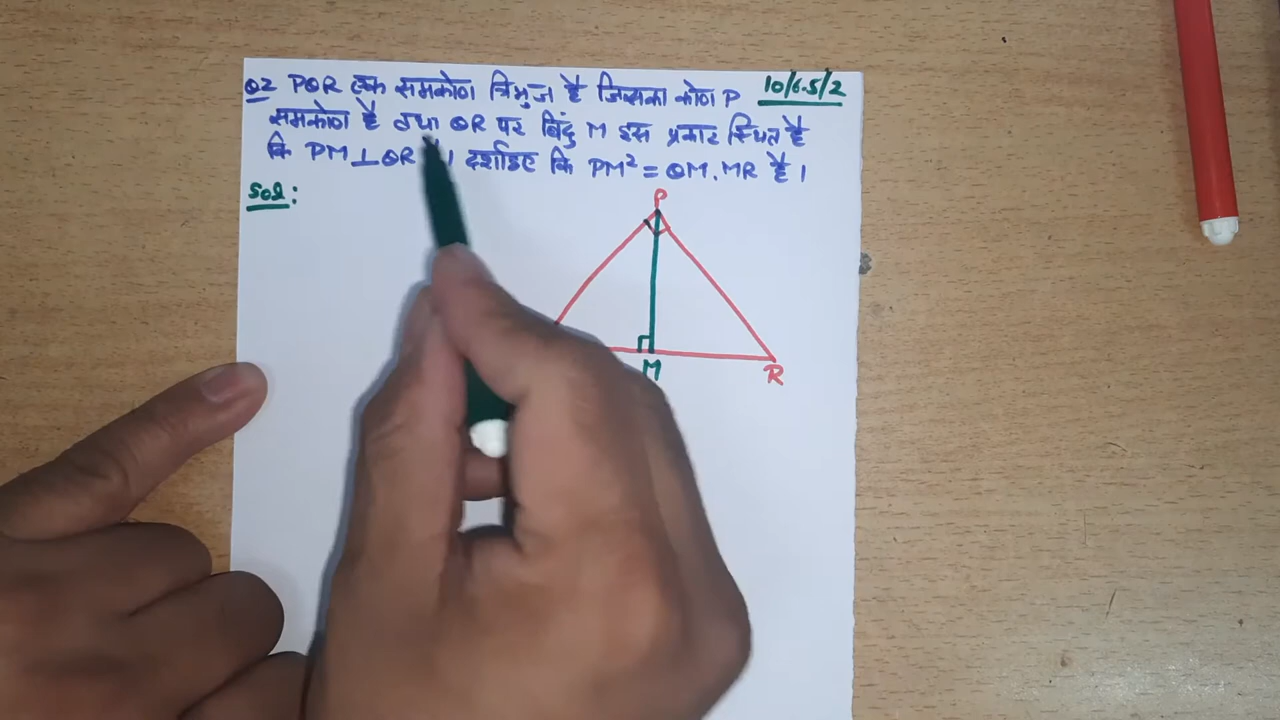 Q2 PQR एक समकोण त्रिभुज है जिसका कोण P
10/6.5/2
समकोण है तथा QR पर बिंदु M इस प्रकार स्थित है
कि PM⊥QR । दर्शाइए कि PM² = QM.MR है ।
Sol:
P
M
R